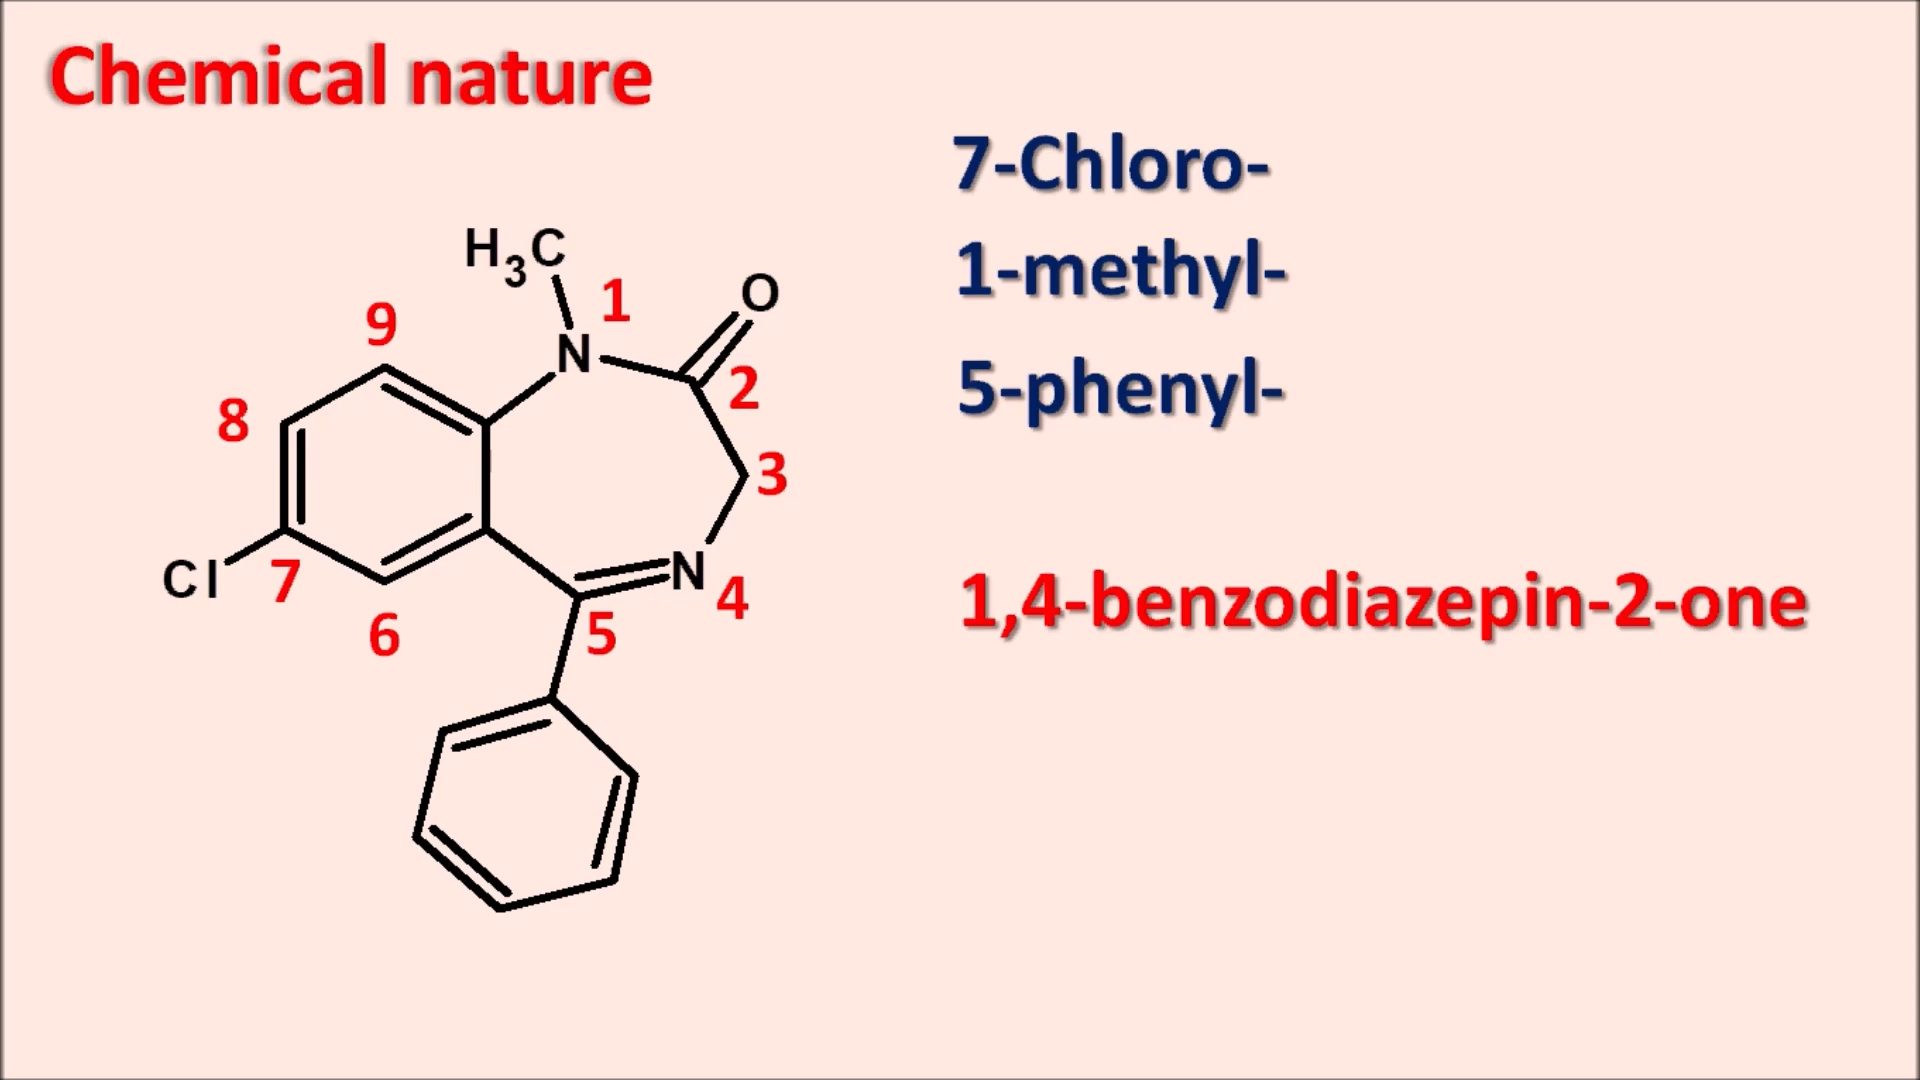 Chemical nature
7-Chloro-
1-methyl-
5-phenyl-
1,4-benzodiazepin-2-one
H3C
O
1
9
N
2
8
3
Cl
7
N
4
6
5